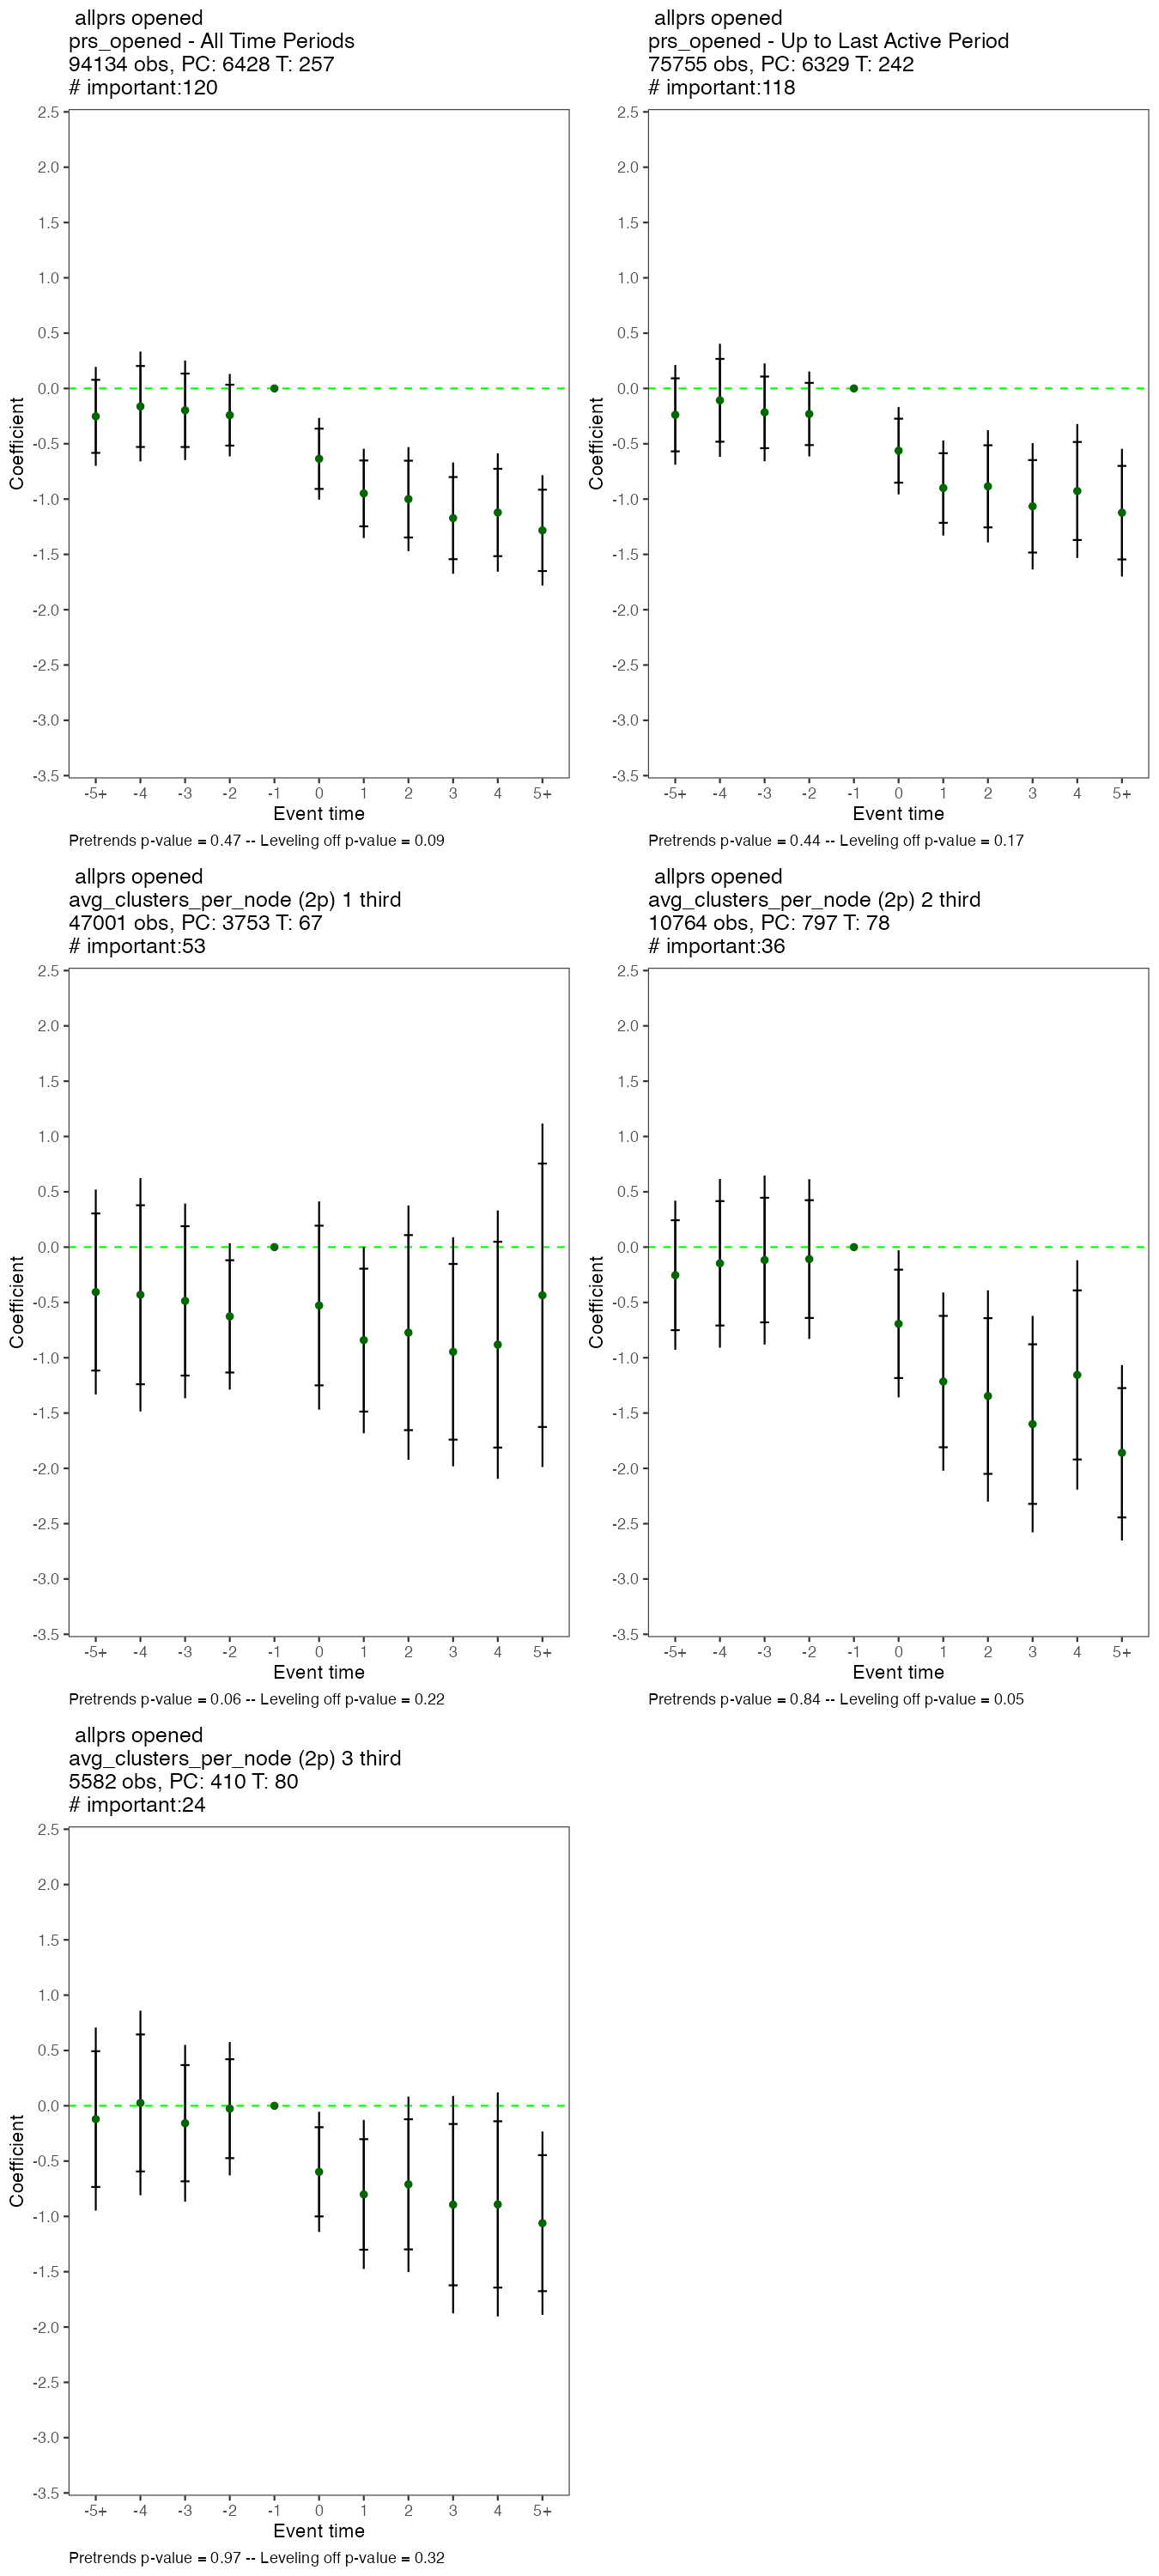 allprs opened
prs_opened - All Time Periods
94134 obs, PC: 6428 T: 257
# important:120
2.5
2.0
1.5
1.0
0.5
0.0
-0.5
-1.0
-1.5
-2.0
-2.5
-3.0
-3.5
Coefficient
-5+ -4 -3 -2 -1 0 1 2 3 4 5+
Event time
Pretrends p-value = 0.47 -- Leveling off p-value = 0.09
allprs opened
prs_opened - Up to Last Active Period
75755 obs, PC: 6329 T: 242
# important:118
2.5
2.0
1.5
1.0
0.5
0.0
-0.5
-1.0
-1.5
-2.0
-2.5
-3.0
-3.5
Coefficient
-5+ -4 -3 -2 -1 0 1 2 3 4 5+
Event time
Pretrends p-value = 0.44 -- Leveling off p-value = 0.17
allprs opened
avg_clusters_per_node (2p) 1 third
47001 obs, PC: 3753 T: 67
# important:53
2.5
2.0
1.5
1.0
0.5
0.0
-0.5
-1.0
-1.5
-2.0
-2.5
-3.0
-3.5
Coefficient
-5+ -4 -3 -2 -1 0 1 2 3 4 5+
Event time
Pretrends p-value = 0.06 -- Leveling off p-value = 0.22
allprs opened
avg_clusters_per_node (2p) 2 third
10764 obs, PC: 797 T: 78
# important:36
2.5
2.0
1.5
1.0
0.5
0.0
-0.5
-1.0
-1.5
-2.0
-2.5
-3.0
-3.5
Coefficient
-5+ -4 -3 -2 -1 0 1 2 3 4 5+
Event time
Pretrends p-value = 0.84 -- Leveling off p-value = 0.05
allprs opened
avg_clusters_per_node (2p) 3 third
5582 obs, PC: 410 T: 80
# important:24
2.5
2.0
1.5
1.0
0.5
0.0
-0.5
-1.0
-1.5
-2.0
-2.5
-3.0
-3.5
Coefficient
-5+ -4 -3 -2 -1 0 1 2 3 4 5+
Event time
Pretrends p-value = 0.97 -- Leveling off p-value = 0.32